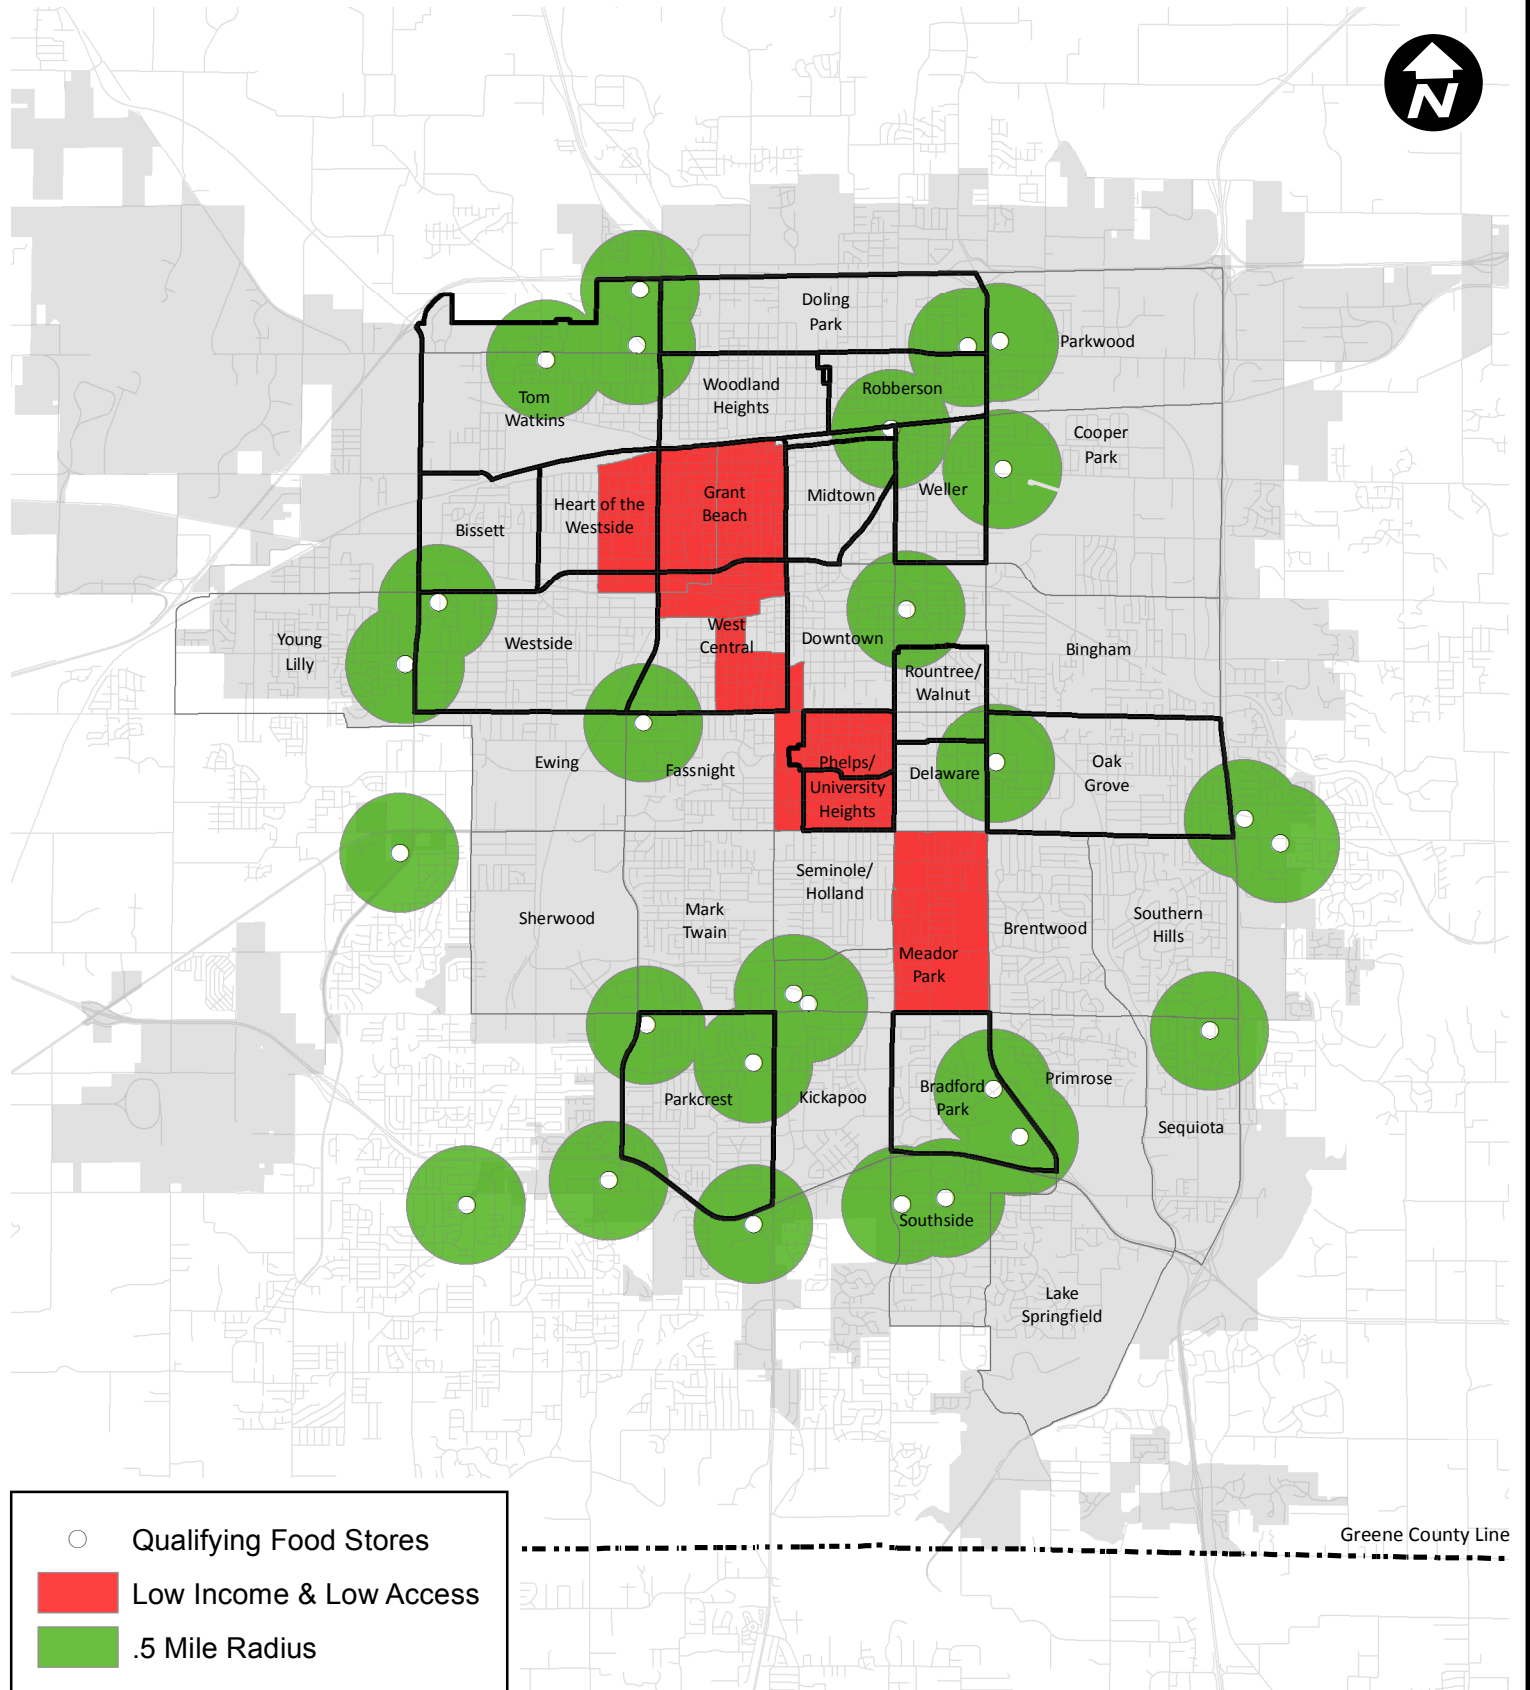 N
Doling
Park
Parkwood
Woodland
Heights
Robberson
Tom
Watkins
Cooper
Park
Grant
Beach
Midtown
Weller
Heart of the
Westside
Bissett
Young
Lilly
Westside
West
Central
Downtown
Bingham
Rountree/
Walnut
Ewing
Fassnight
Phelps/
University
Heights
Delaware
Oak
Grove
Seminole/
Holland
Sherwood
Mark
Twain
Meador
Park
Brentwood
Southern
Hills
Parkcrest
Kickapoo
Bradford
Park
Primrose
Sequiota
Southside
Lake
Springfield
Greene County Line
Qualifying Food Stores
Low Income & Low Access
.5 Mile Radius